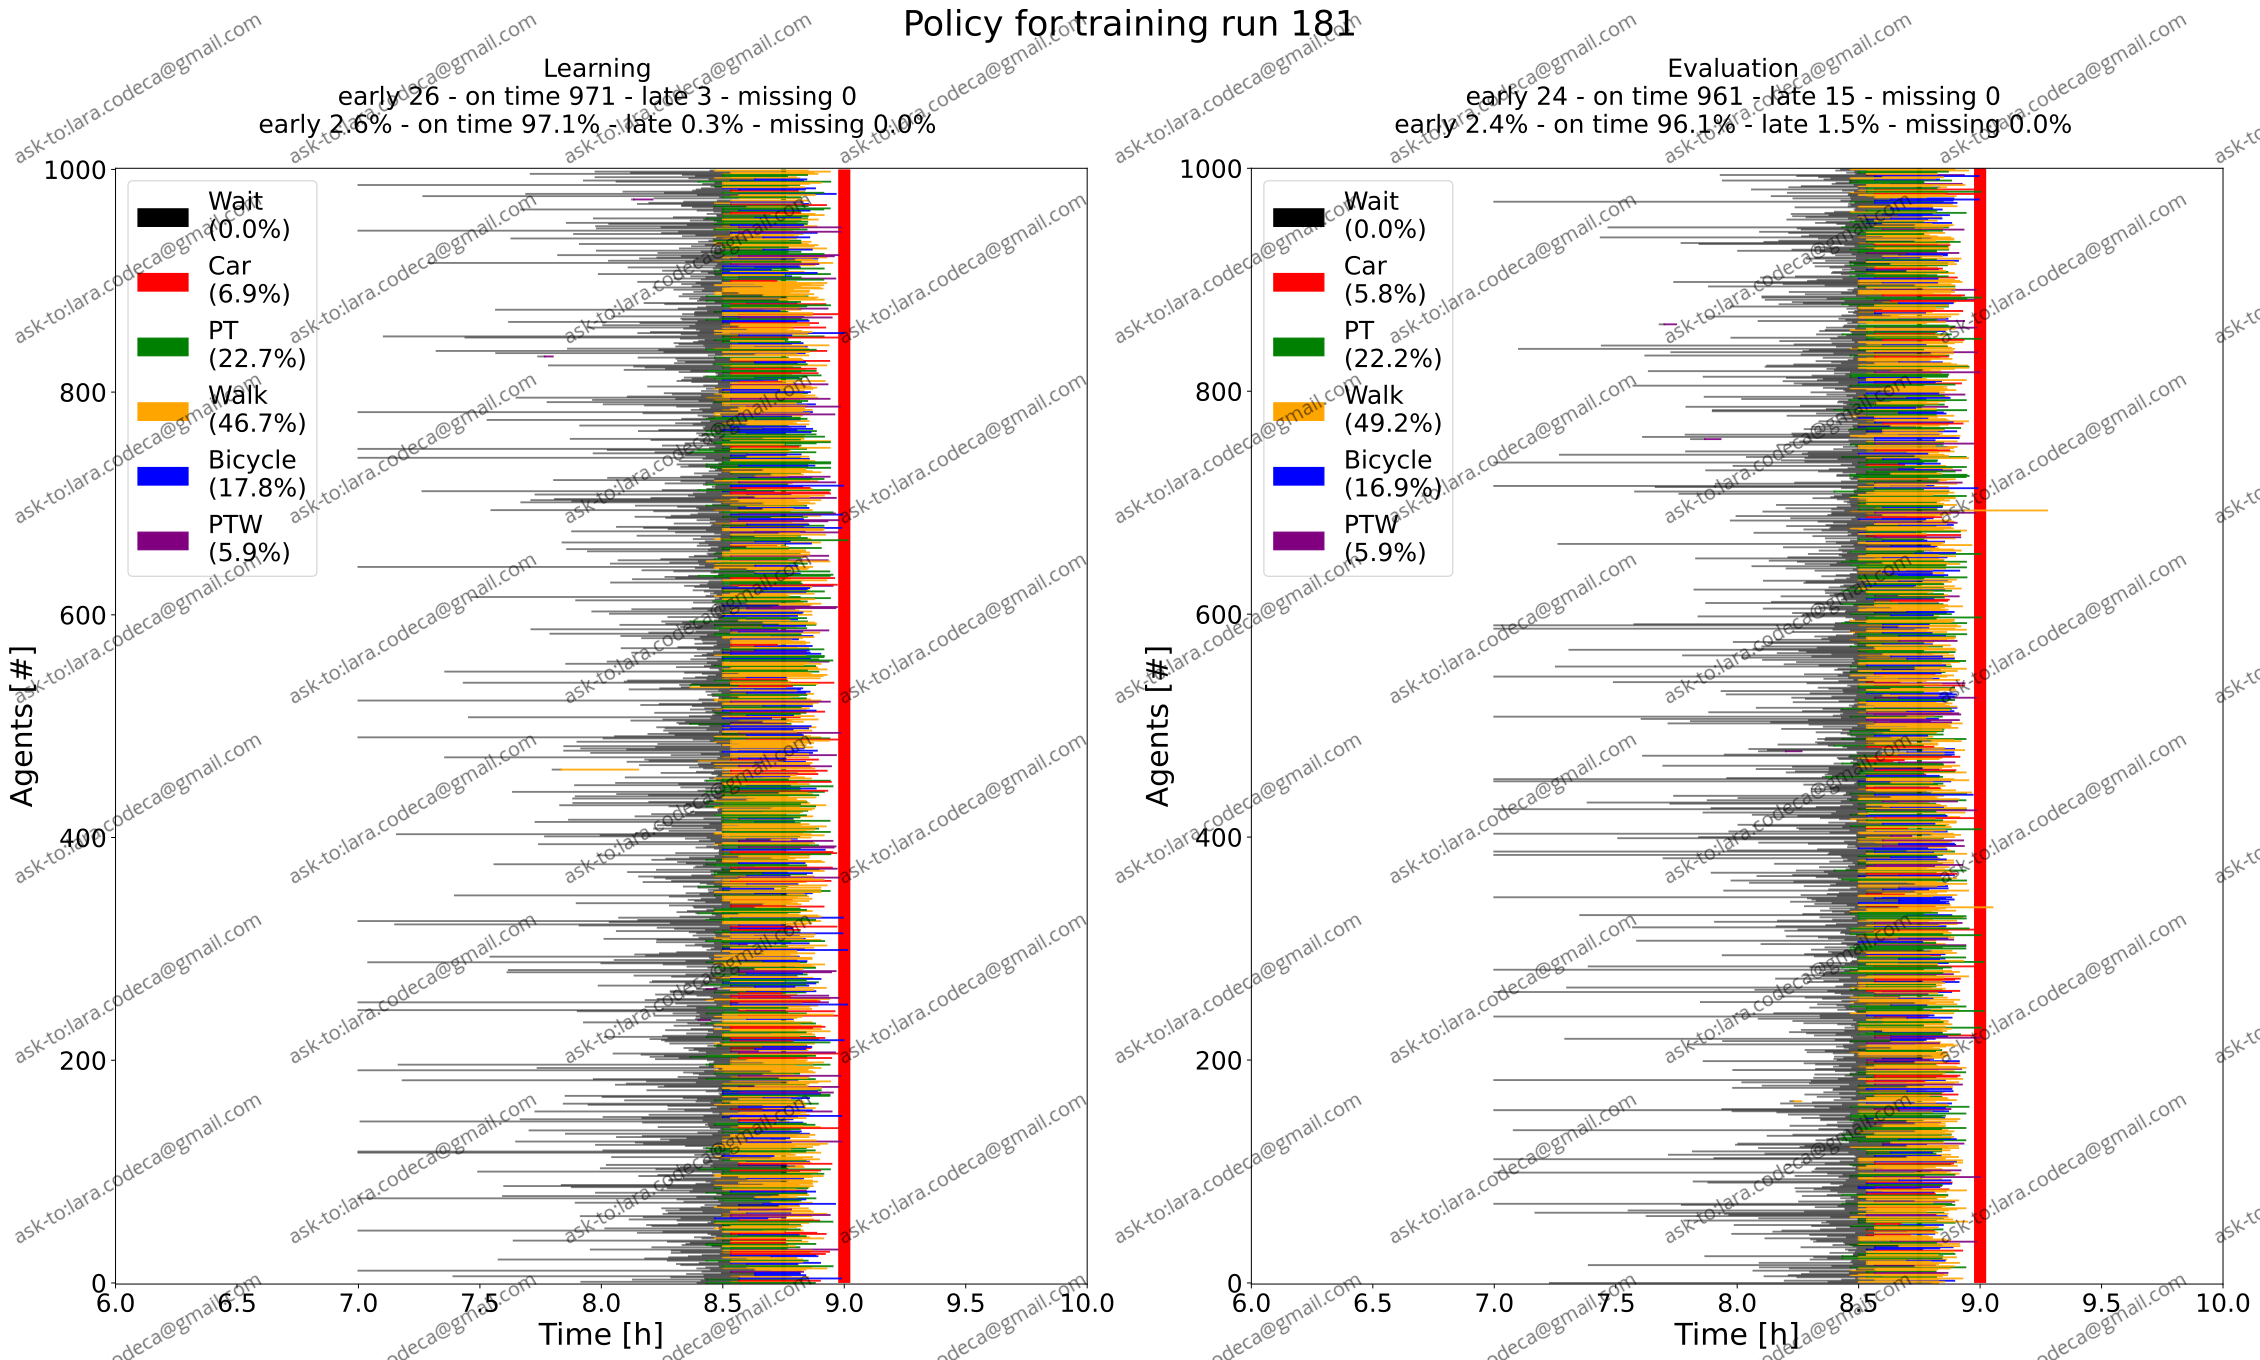 Policy for training run 181
Learning
early 26 - on time 971 - late 3 - missing 0
early 2.6% - on time 97.1% - late 0.3% - missing 0.0%
1000
800
600
400
200
0
Agents [#]
Wait
(0.0%)
Car
(6.9%)
PT
(22.7%)
Walk
(46.7%)
Bicycle
(17.8%)
PTW
(5.9%)
6.0 6.5 7.0 7.5 8.0 8.5 9.0 9.5 10.0
Time [h]
Evaluation
early 24 - on time 961 - late 15 - missing 0
early 2.4% - on time 96.1% - late 1.5% - missing 0.0%
1000
800
600
400
200
0
Agents [#]
Wait
(0.0%)
Car
(5.8%)
PT
(22.2%)
Walk
(49.2%)
Bicycle
(16.9%)
PTW
(5.9%)
6.0 6.5 7.0 7.5 8.0 8.5 9.0 9.5 10.0
Time [h]
ask-to:lara.codeca@gmail.com